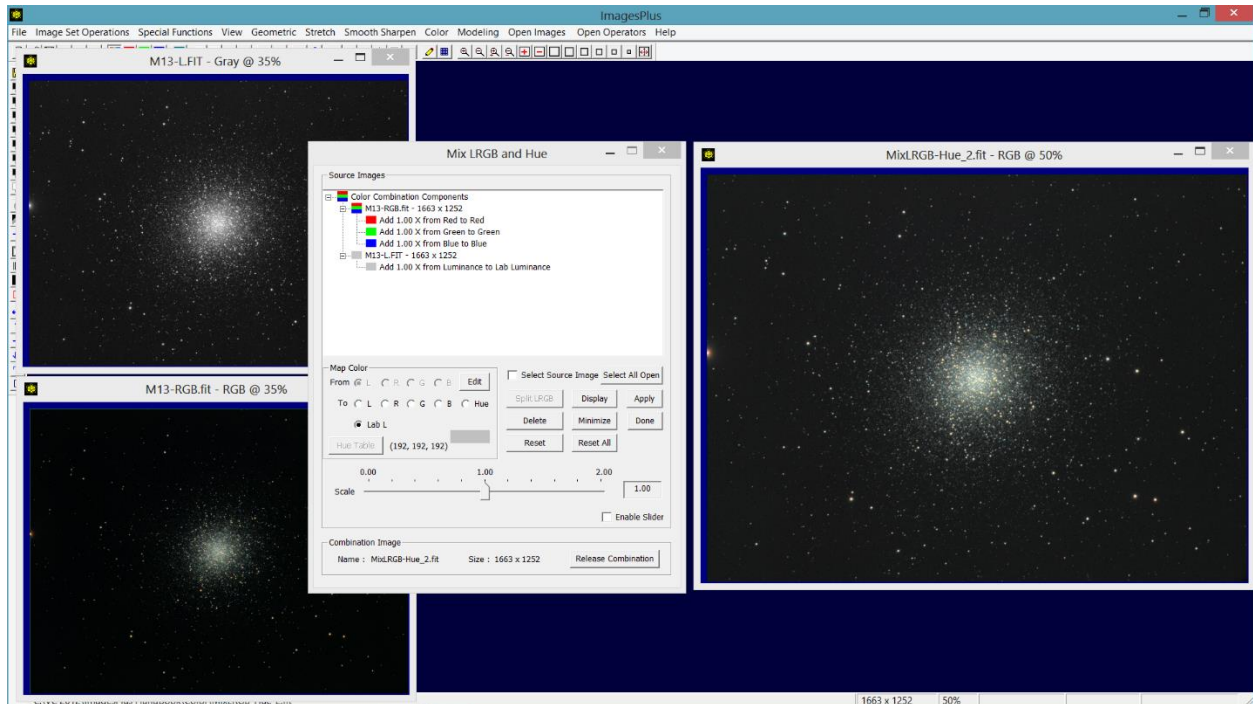 ImagesPlus
File Image Set Operations Special Functions View Geometric Stretch Smooth Sharpen Color Modeling Open Images Open Operators Help
M13-L.FIT - Gray @ 35%
M13-RGB.fit - RGB @ 35%
Mix LRGB and Hue
Source Images
Color Combination Components
M13-RGB.fit - 1663 x 1252
Add 1.00 X from Red to Red
Add 1.00 X from Green to Green
Add 1.00 X from Blue to Blue
M13-L.FIT - 1663 x 1252
Add 1.00 X from Luminance to Lab Luminance
Map Color
From L R G B Edit
To L R G B Hue
Lab L
Hue Table (192, 192, 192)
Select Source Image Select All Open
Split LRGB Display Apply
Delete Minimize Done
Reset Reset All
0.00 1.00 2.00
Scale 1.00
Enable Slider
Combination Image
Name : MixLRGB-Hue_2.fit Size : 1663 x 1252 Release Combination
MixLRGB-Hue_2.fit - RGB @ 50%
1663 x 1252 50%